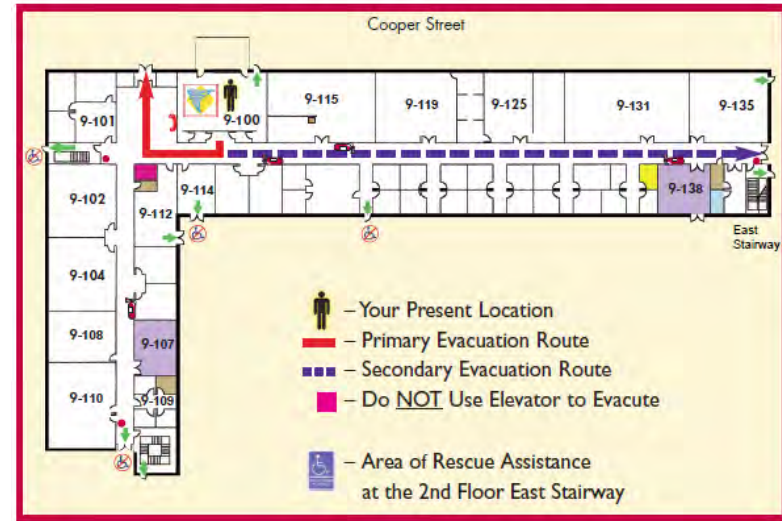 Cooper Street
9-101
9-100
9-115
9-119
9-125
9-131
9-135
9-102
9-114
9-112
9-138
East
Stairway
9-104
9-108
9-107
9-110
9-109
– Your Present Location
– Primary Evacuation Route
– Secondary Evacuation Route
– Do NOT Use Elevator to Evacute
– Area of Rescue Assistance
at the 2nd Floor East Stairway